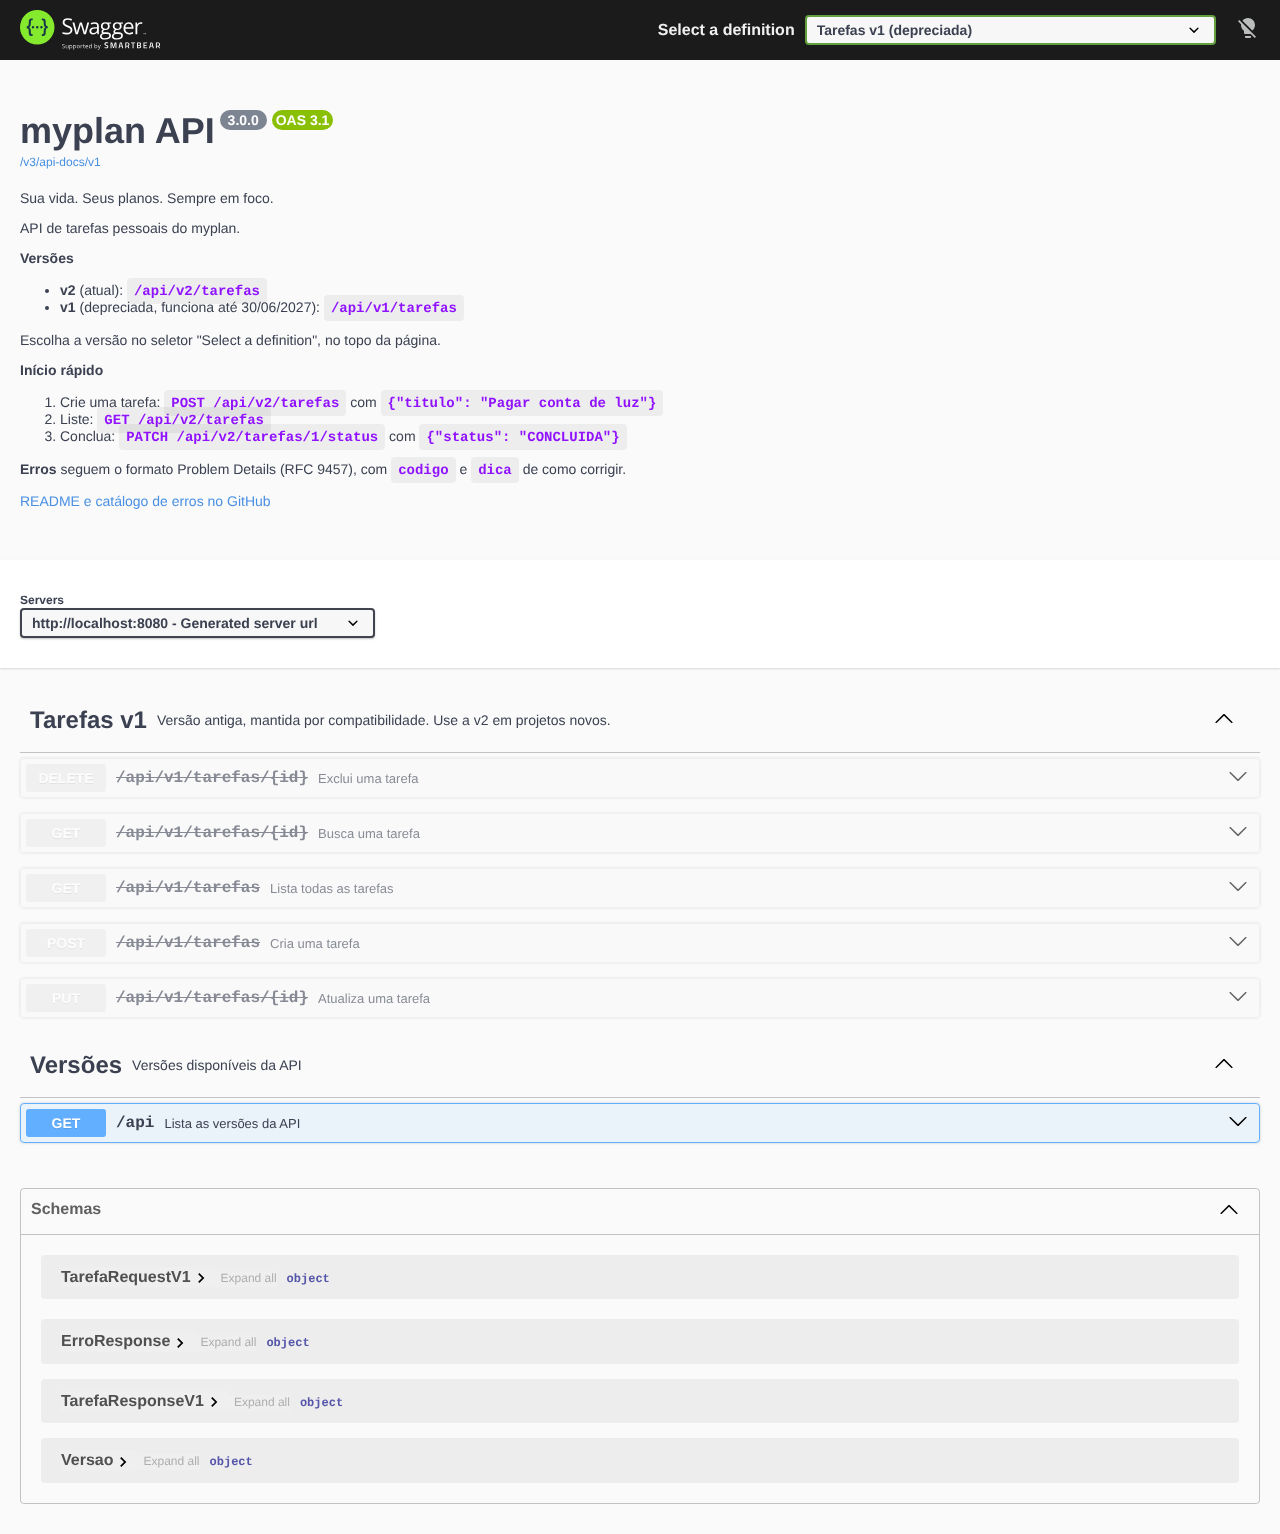 Swagger
Supported by SMARTBEAR
Select a definition
Tarefas v1 (depreciada)
myplan API 3.0.0 OAS 3.1
/v3/api-docs/v1
Sua vida. Seus planos. Sempre em foco.
API de tarefas pessoais do myplan.
Versões
• v2 (atual): /api/v2/tarefas
• v1 (depreciada, funciona até 30/06/2027): /api/v1/tarefas
Escolha a versão no seletor "Select a definition", no topo da página.
Início rápido
1. Crie uma tarefa: POST /api/v2/tarefas com {"titulo": "Pagar conta de luz"}
2. Liste: GET /api/v2/tarefas
3. Conclua: PATCH /api/v2/tarefas/1/status com {"status": "CONCLUIDA"}
Erros seguem o formato Problem Details (RFC 9457), com codigo e dica de como corrigir.
README e catálogo de erros no GitHub
Servers
http://localhost:8080 - Generated server url
Tarefas v1 Versão antiga, mantida por compatibilidade. Use a v2 em projetos novos.
DELETE /api/v1/tarefas/{id} Exclui uma tarefa
GET /api/v1/tarefas/{id} Busca uma tarefa
GET /api/v1/tarefas Lista todas as tarefas
POST /api/v1/tarefas Cria uma tarefa
PUT /api/v1/tarefas/{id} Atualiza uma tarefa
Versões Versões disponíveis da API
GET /api Lista as versões da API
Schemas
TarefaRequestV1 Expand all object
ErroResponse Expand all object
TarefaResponseV1 Expand all object
Versao Expand all object